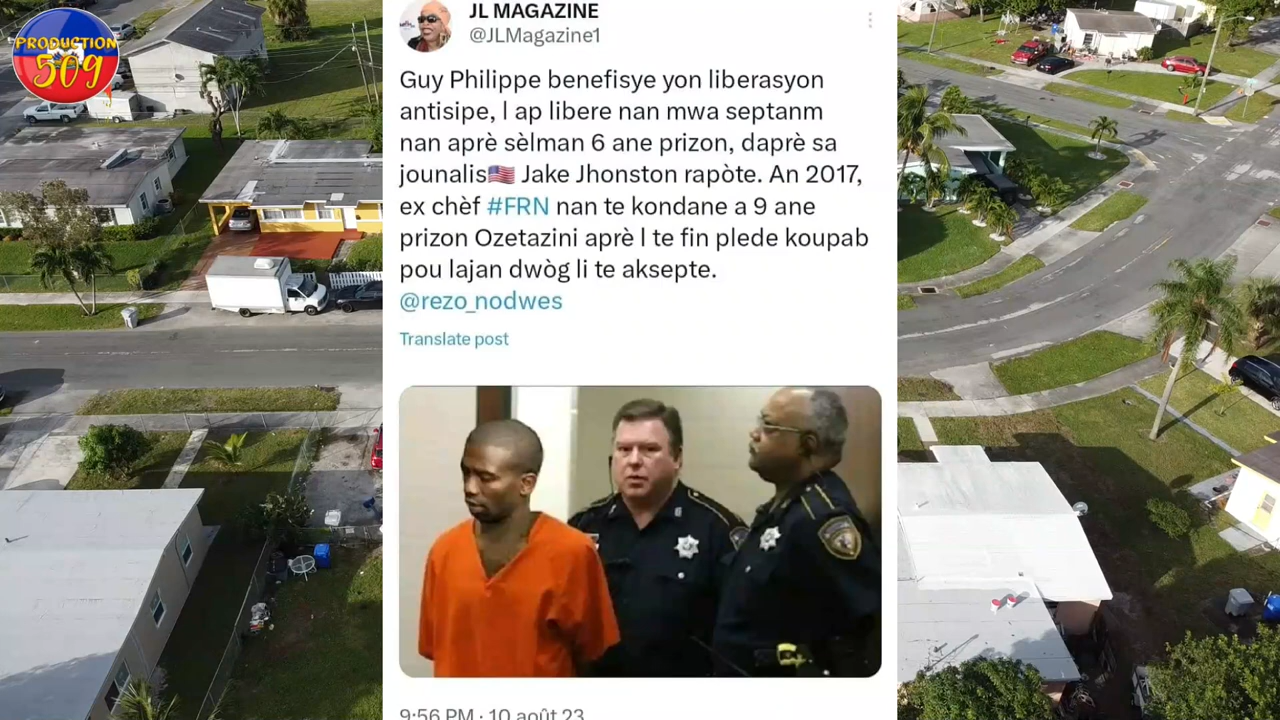 PRODUCTION
509
JL MAGAZINE
@JLMagazine1
Guy Philippe benefisye yon liberasyon
antisipe, l ap libere nan mwa septanm
nan aprè sèlman 6 ane prizon, daprè sa
jounalis🇺🇸 Jake Jhonston rapòte. An 2017,
ex chèf #FRN nan te kondane a 9 ane
prizon Ozetazini aprè l te fin plede koupab
pou lajan dwòg li te aksepte.
@rezo_nodwes
Translate post
9:56 PM · 10 août 23